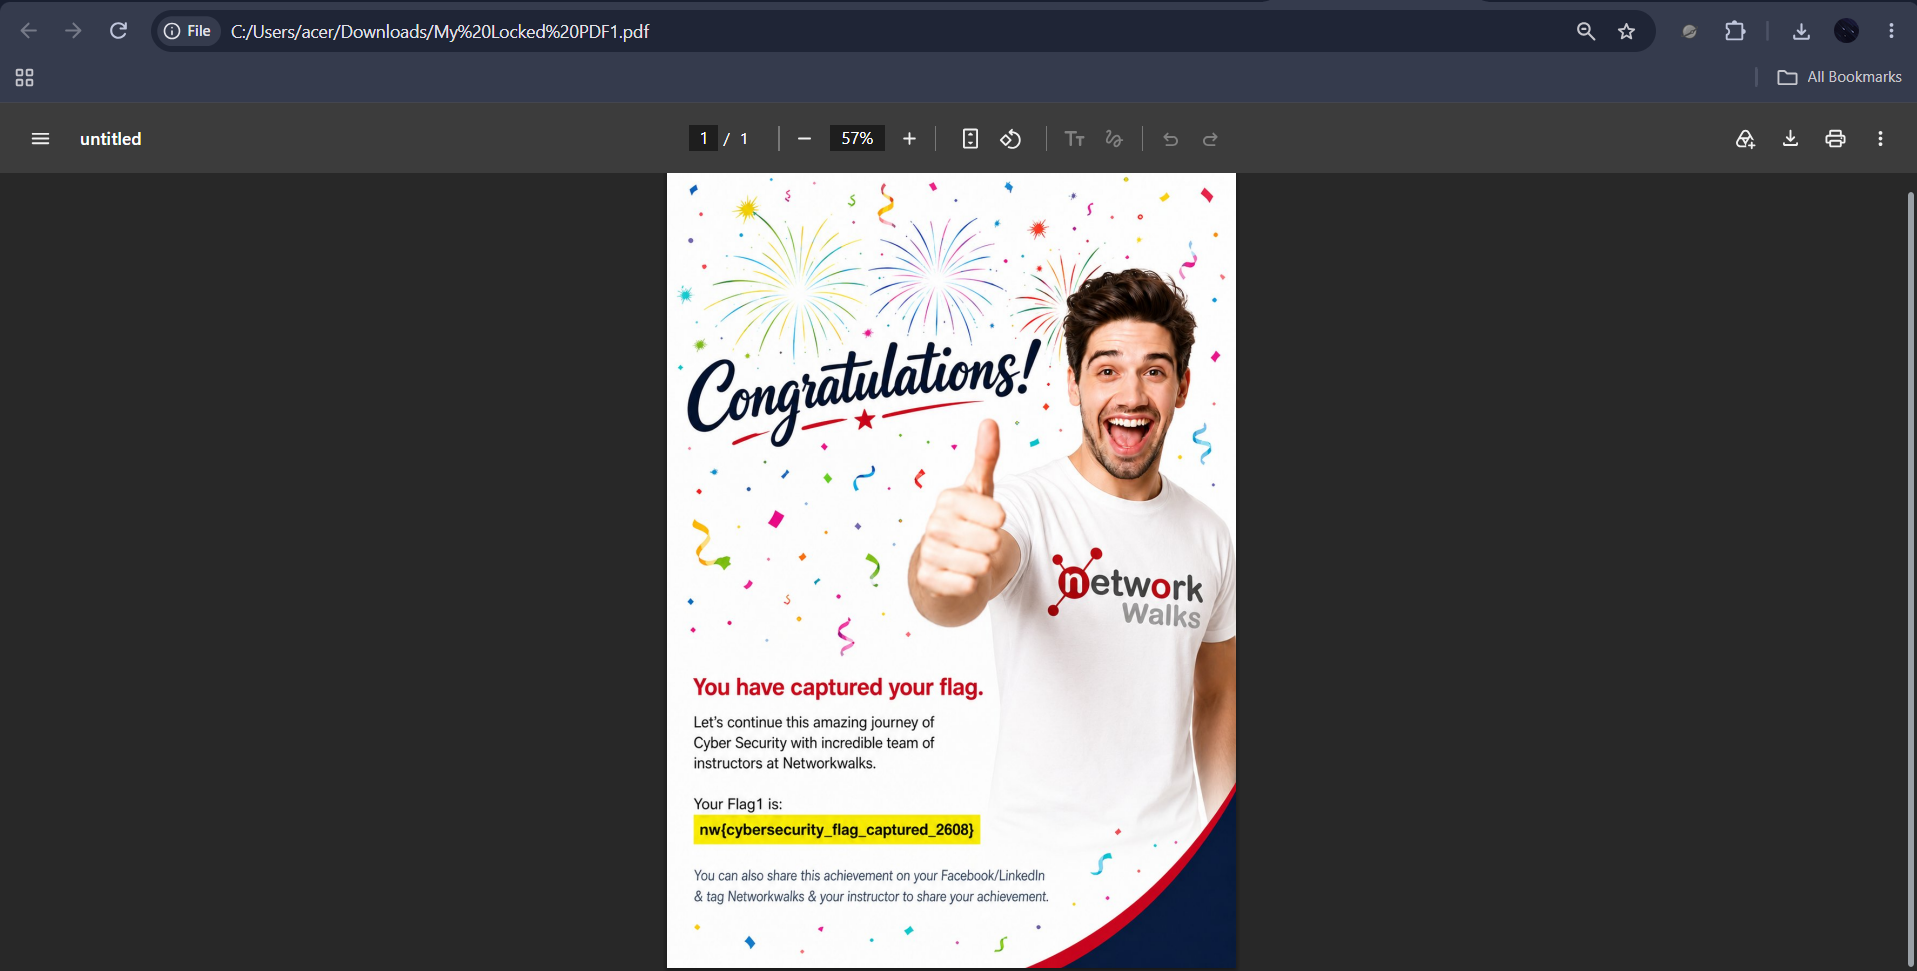 File
C:/Users/acer/Downloads/My%20Locked%20PDF1.pdf
All Bookmarks
untitled
1 / 1
57%
Congratulations!
network
Walks
You have captured your flag.
Let's continue this amazing journey of
Cyber Security with incredible team of
instructors at Networkwalks.
Your Flag1 is:
nw{cybersecurity_flag_captured_2608}
You can also share this achievement on your Facebook/LinkedIn
& tag Networkwalks & your instructor to share your achievement.